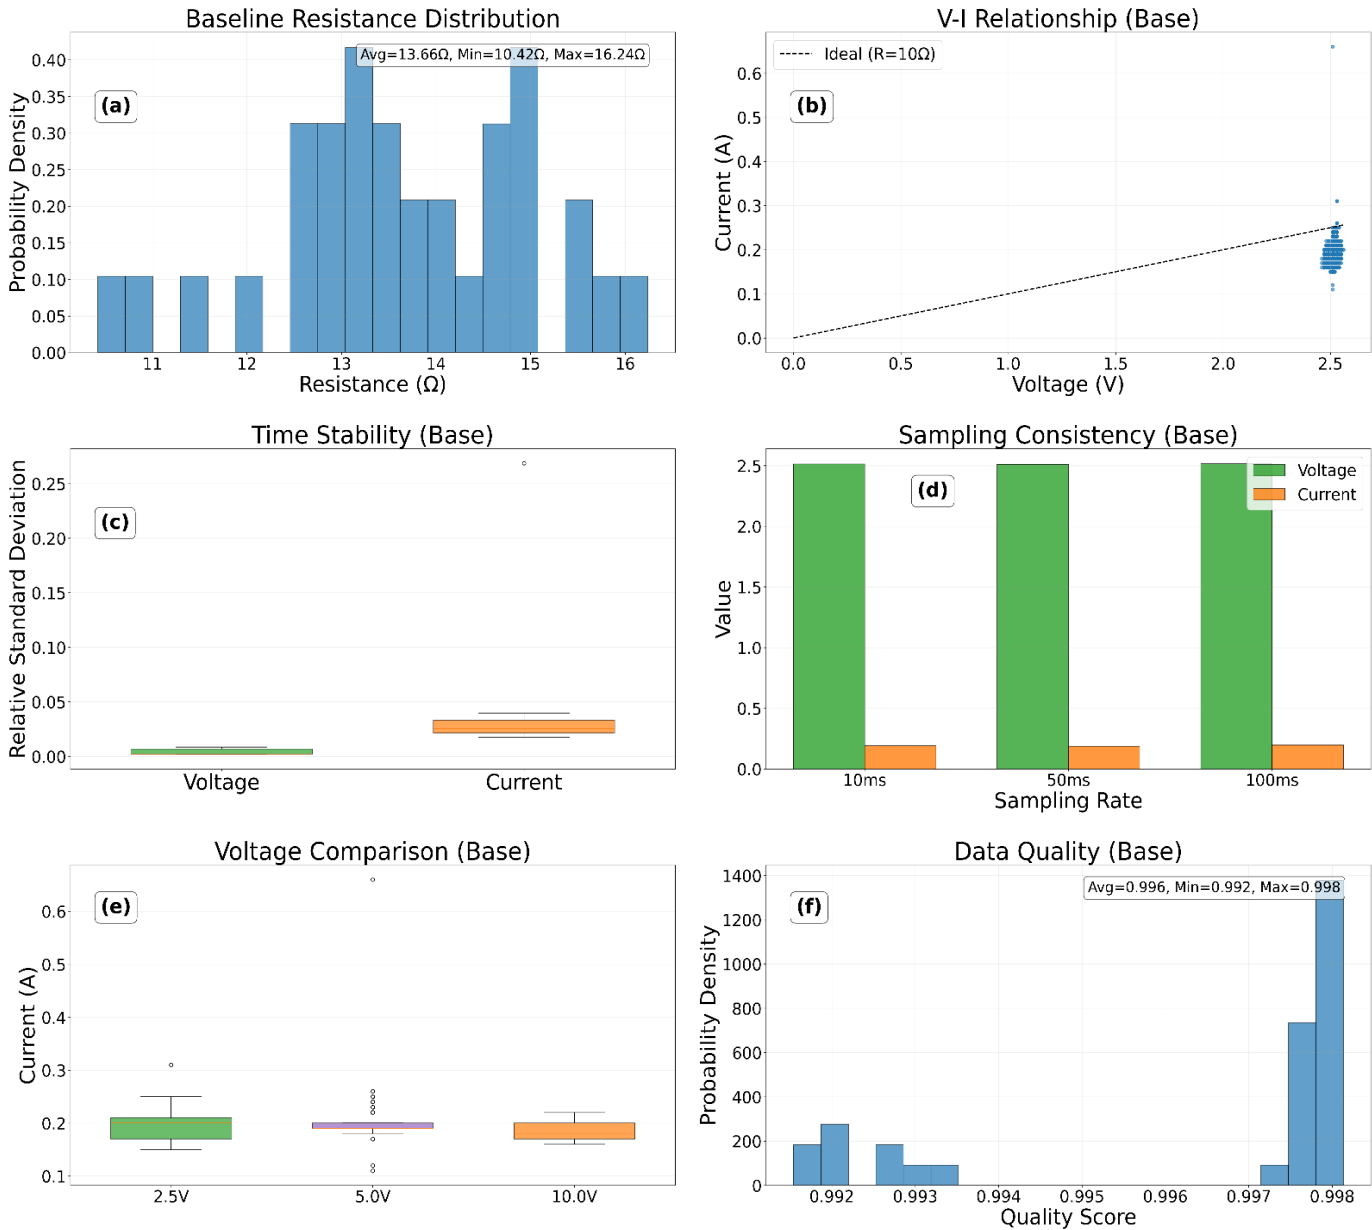 Baseline Resistance Distribution
Avg=13.66Ω, Min=10.42Ω, Max=16.24Ω
(a)
Probability Density
0.40
0.35
0.30
0.25
0.20
0.15
0.10
0.05
0.00
11 12 13 14 15 16
Resistance (Ω)
V-I Relationship (Base)
Ideal (R=10Ω)
(b)
Current (A)
0.6
0.5
0.4
0.3
0.2
0.1
0.0
0.0 0.5 1.0 1.5 2.0 2.5
Voltage (V)
Time Stability (Base)
(c)
Relative Standard Deviation
0.25
0.20
0.15
0.10
0.05
0.00
Voltage Current
Sampling Consistency (Base)
(d)
Voltage
Current
Value
2.5
2.0
1.5
1.0
0.5
0.0
10ms 50ms 100ms
Sampling Rate
Voltage Comparison (Base)
(e)
Current (A)
0.6
0.5
0.4
0.3
0.2
0.1
2.5V 5.0V 10.0V
Data Quality (Base)
Avg=0.996, Min=0.992, Max=0.998
(f)
Probability Density
1400
1200
1000
800
600
400
200
0
0.992 0.993 0.994 0.995 0.996 0.997 0.998
Quality Score